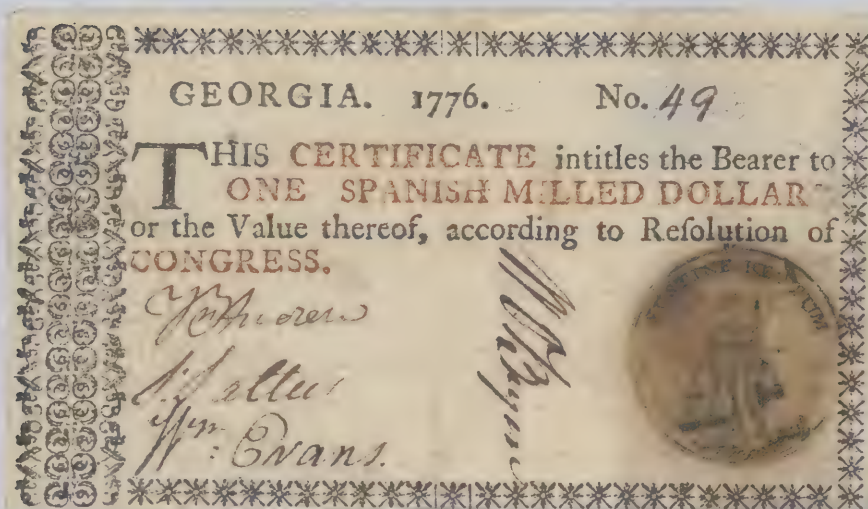 GEORGIA. 1776. No. 49
THIS CERTIFICATE intitles the Bearer to
ONE SPANISH MILLED DOLLAR
or the Value thereof, according to Reſolution of
CONGRESS.
Wm: Evans.